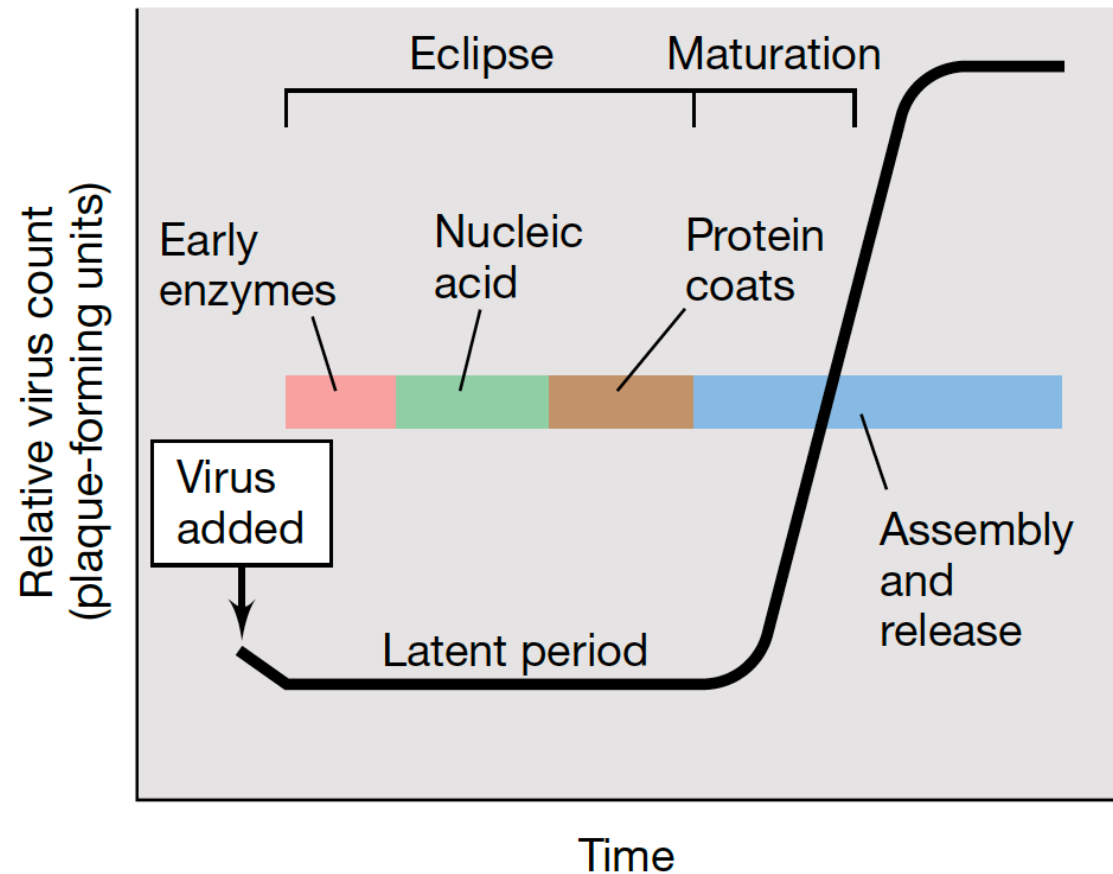 Relative virus count
(plaque-forming units)
Eclipse
Maturation
Early
enzymes
Nucleic
acid
Protein
coats
Virus
added
Assembly
and
release
Latent period
Time